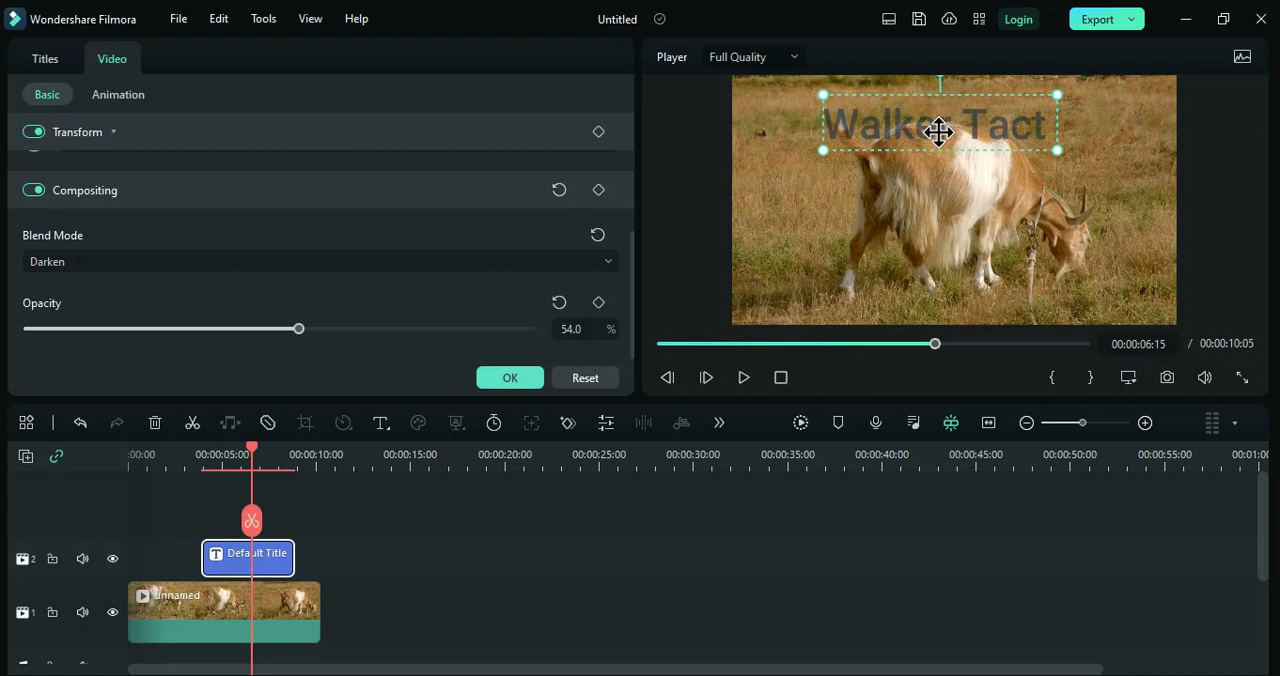 Wondershare Filmora File Edit Tools View Help Untitled Login Export
Titles Video Player Full Quality
Basic Animation
Transform
Walker Tact
Compositing
Blend Mode
Darken
Opacity
54.0 %
OK Reset
00:00:06:15 / 00:00:10:05
{ }
:00:00 00:00:05:00 00:00:10:00 00:00:15:00 00:00:20:00 00:00:25:00 00:00:30:00 00:00:35:00 00:00:40:00 00:00:45:00 00:00:50:00 00:00:55:00 00:01:0
2 T Default Title
1 unnamed